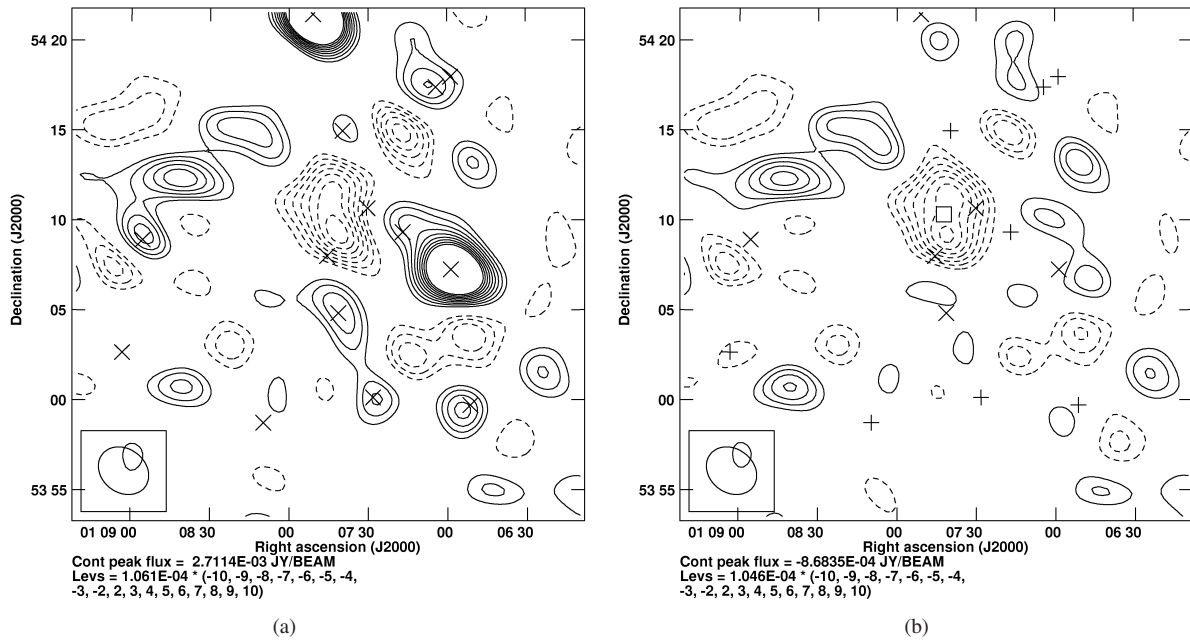 54 20
15
10
05
00
53 55
Declination (J2000)
01 09 00 08 30 00 07 30 00 06 30
Right ascension (J2000)
Cont peak flux = 2.7114E-03 JY/BEAM
Levs = 1.061E-04 * (-10, -9, -8, -7, -6, -5, -4,
-3, -2, 2, 3, 4, 5, 6, 7, 8, 9, 10)
(a)
54 20
15
10
05
00
53 55
Declination (J2000)
01 09 00 08 30 00 07 30 00 06 30
Right ascension (J2000)
Cont peak flux = -8.6835E-04 JY/BEAM
Levs = 1.046E-04 * (-10, -9, -8, -7, -6, -5, -4,
-3, -2, 2, 3, 4, 5, 6, 7, 8, 9, 10)
(b)